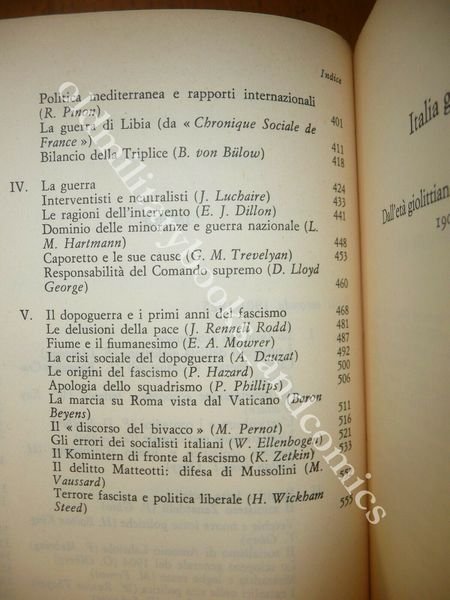 Indice
Politica mediterranea e rapporti internazionali
(R. Pinon) 401
La guerra di Libia (da « Chronique Sociale de
France ») 411
Bilancio della Triplice (B. von Bülow) 418
IV. La guerra 424
Interventisti e neutralisti (J. Luchaire) 433
Le ragioni dell'intervento (E. J. Dillon) 441
Dominio delle minoranze e guerra nazionale (L.
M. Hartmann) 448
Caporetto e le sue cause (G. M. Trevelyan) 453
Responsabilità del Comando supremo (D. Lloyd
George) 460
V. Il dopoguerra e i primi anni del fascismo 468
Le delusioni della pace (J. Rennell Rodd) 481
Fiume e il fiumanesimo (E. A. Mowrer) 487
La crisi sociale del dopoguerra (A. Dauzat) 492
Le origini del fascismo (P. Hazard) 500
Apologia dello squadrismo (P. Phillips) 506
La marcia su Roma vista dal Vaticano (Baron
Beyens) 511
Il « discorso del bivacco » (M. Pernot) 516
Gli errori dei socialisti italiani (W. Ellenbogen) 521
Il Komintern di fronte al fascismo (K. Zetkin) 533
Il delitto Matteotti: difesa di Mussolini (M.
Vaussard)
Terrore fascista e politica liberale (H. Wickham
Steed) 555
Italia g
Dall'età giolittian
190
oldmilitarybooks_andcomics